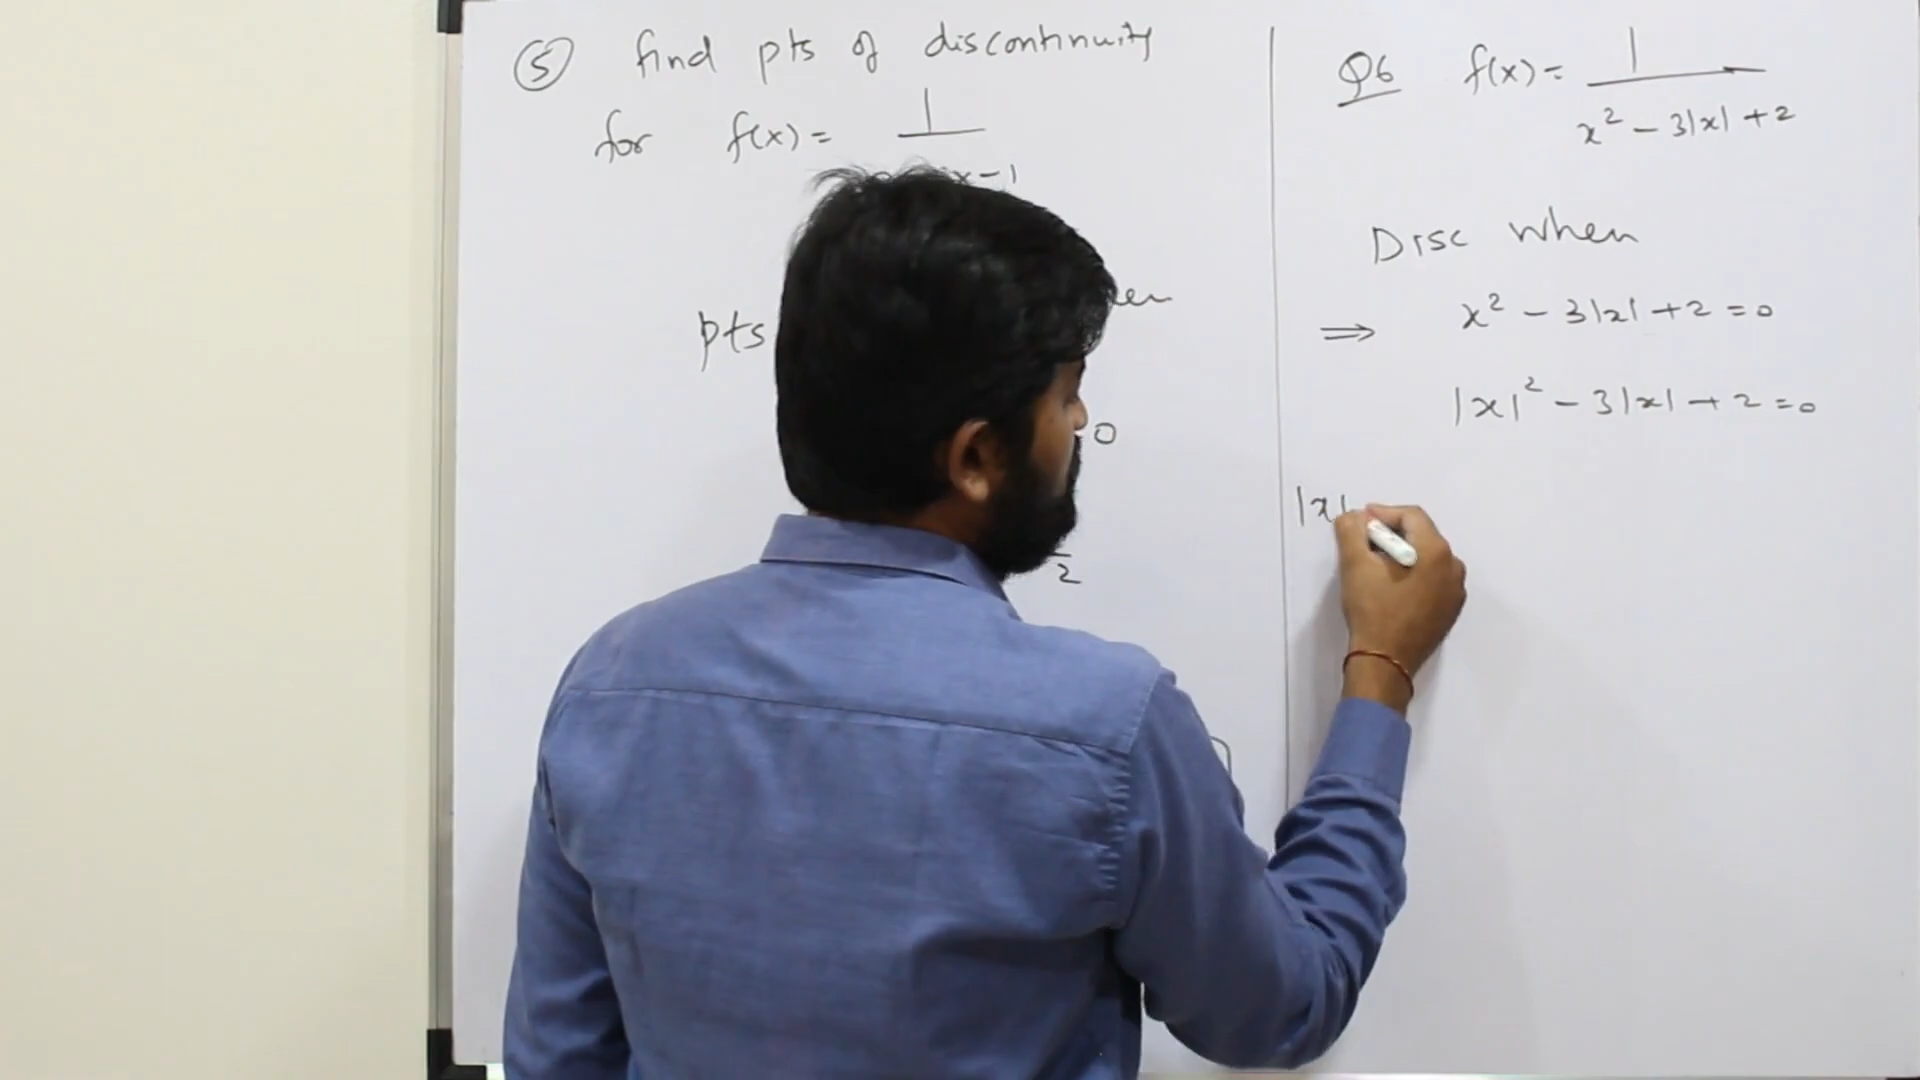 (5) find pts of discontinuity
for f(x) = 1
x-1
pts
0
2
Q6 f(x) = 1
x² - 3|x| + 2
Disc when
⇒ x² - 3|x| + 2 = 0
|x|² - 3|x| + 2 = 0
|x|